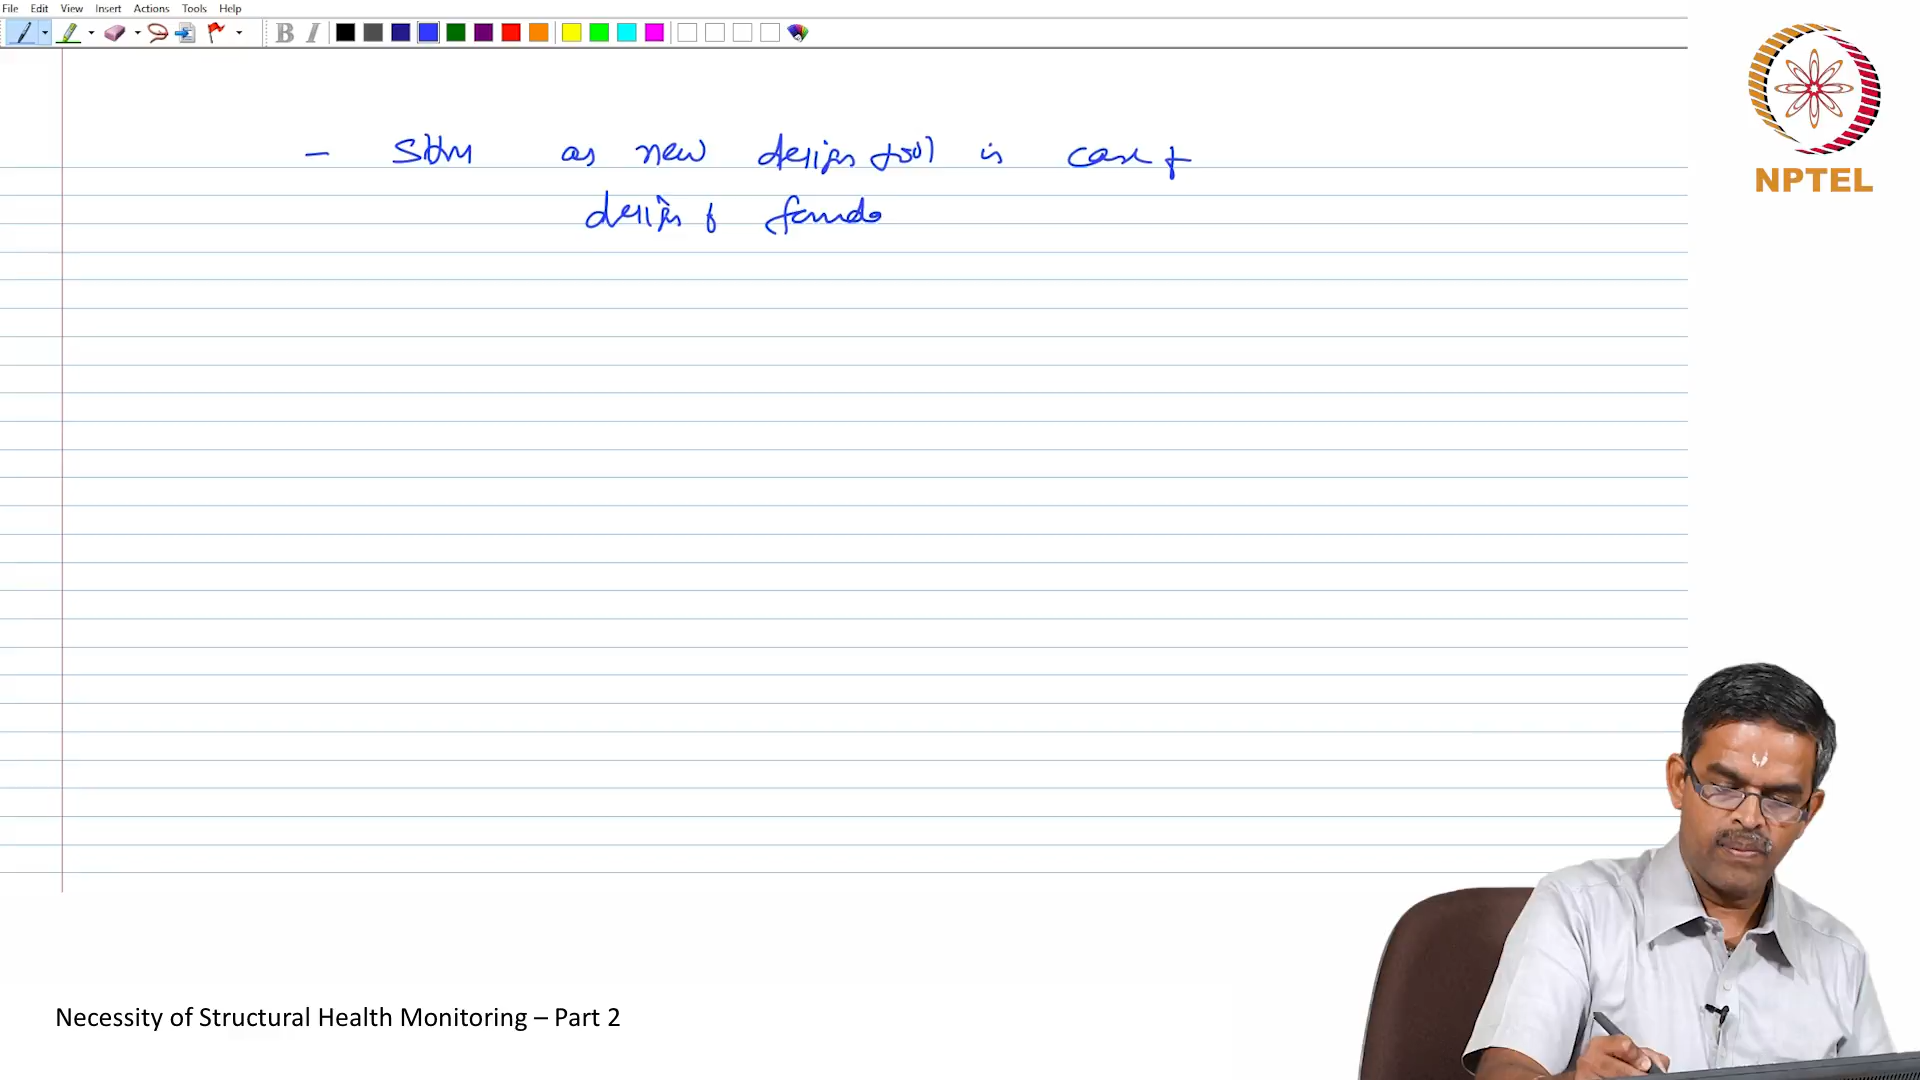 File Edit View Insert Actions Tools Help
B I
NPTEL
- SHM as new design tool in case of
design of founda
Necessity of Structural Health Monitoring – Part 2